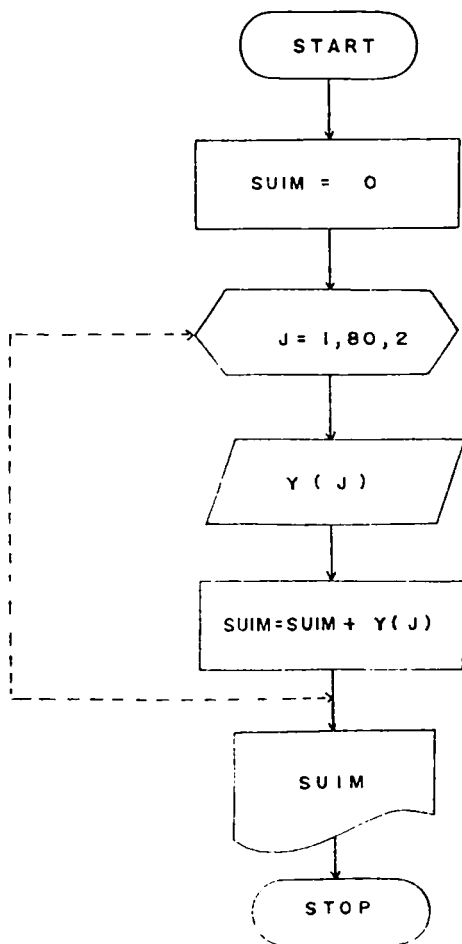 START
SUIM = 0
J = 1,80,2
Y ( J )
SUIM=SUIM + Y(J)
SUIM
STOP